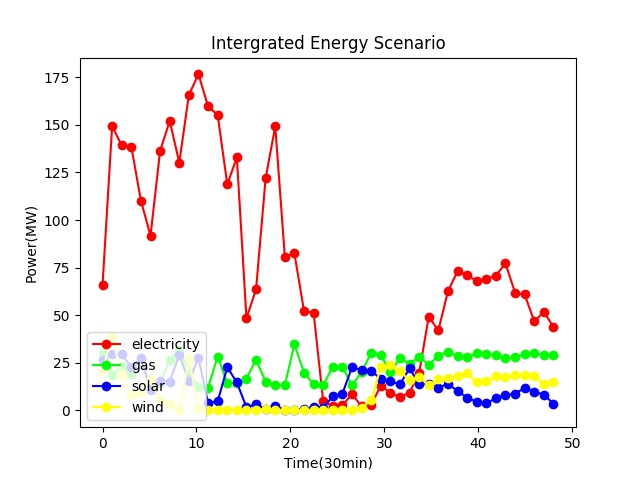 Intergrated Energy Scenario
Power(MW)
175
150
125
100
75
50
25
0
electricity
gas
solar
wind
0 10 20 30 40 50
Time(30min)